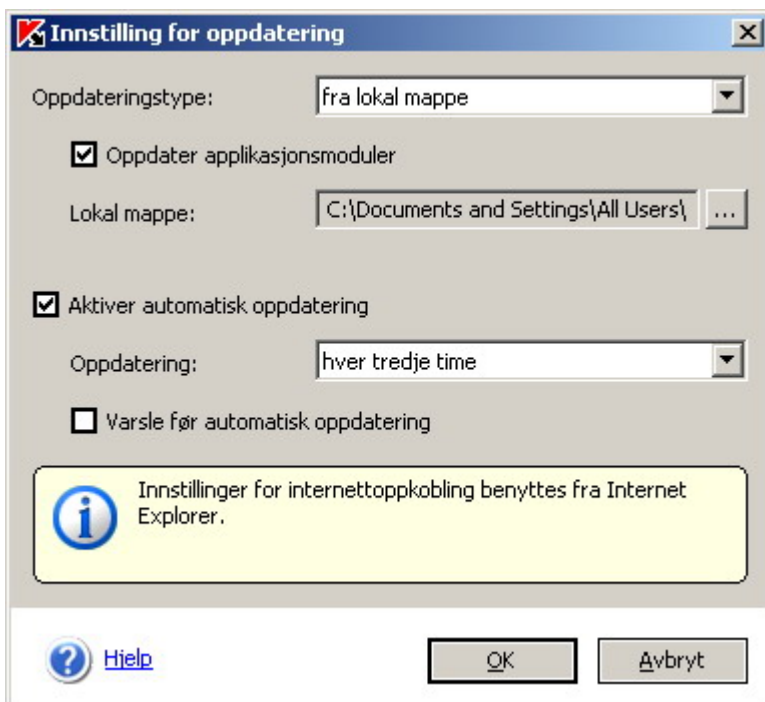 Innstilling for oppdatering
Oppdateringstype: fra lokal mappe
Oppdater applikasjonsmoduler
Lokal mappe: C:\Documents and Settings\All Users\ ...
Aktiver automatisk oppdatering
Oppdatering: hver tredje time
Varsle før automatisk oppdatering
Innstillinger for internettoppkobling benyttes fra Internet
Explorer.
Hjelp OK Avbryt